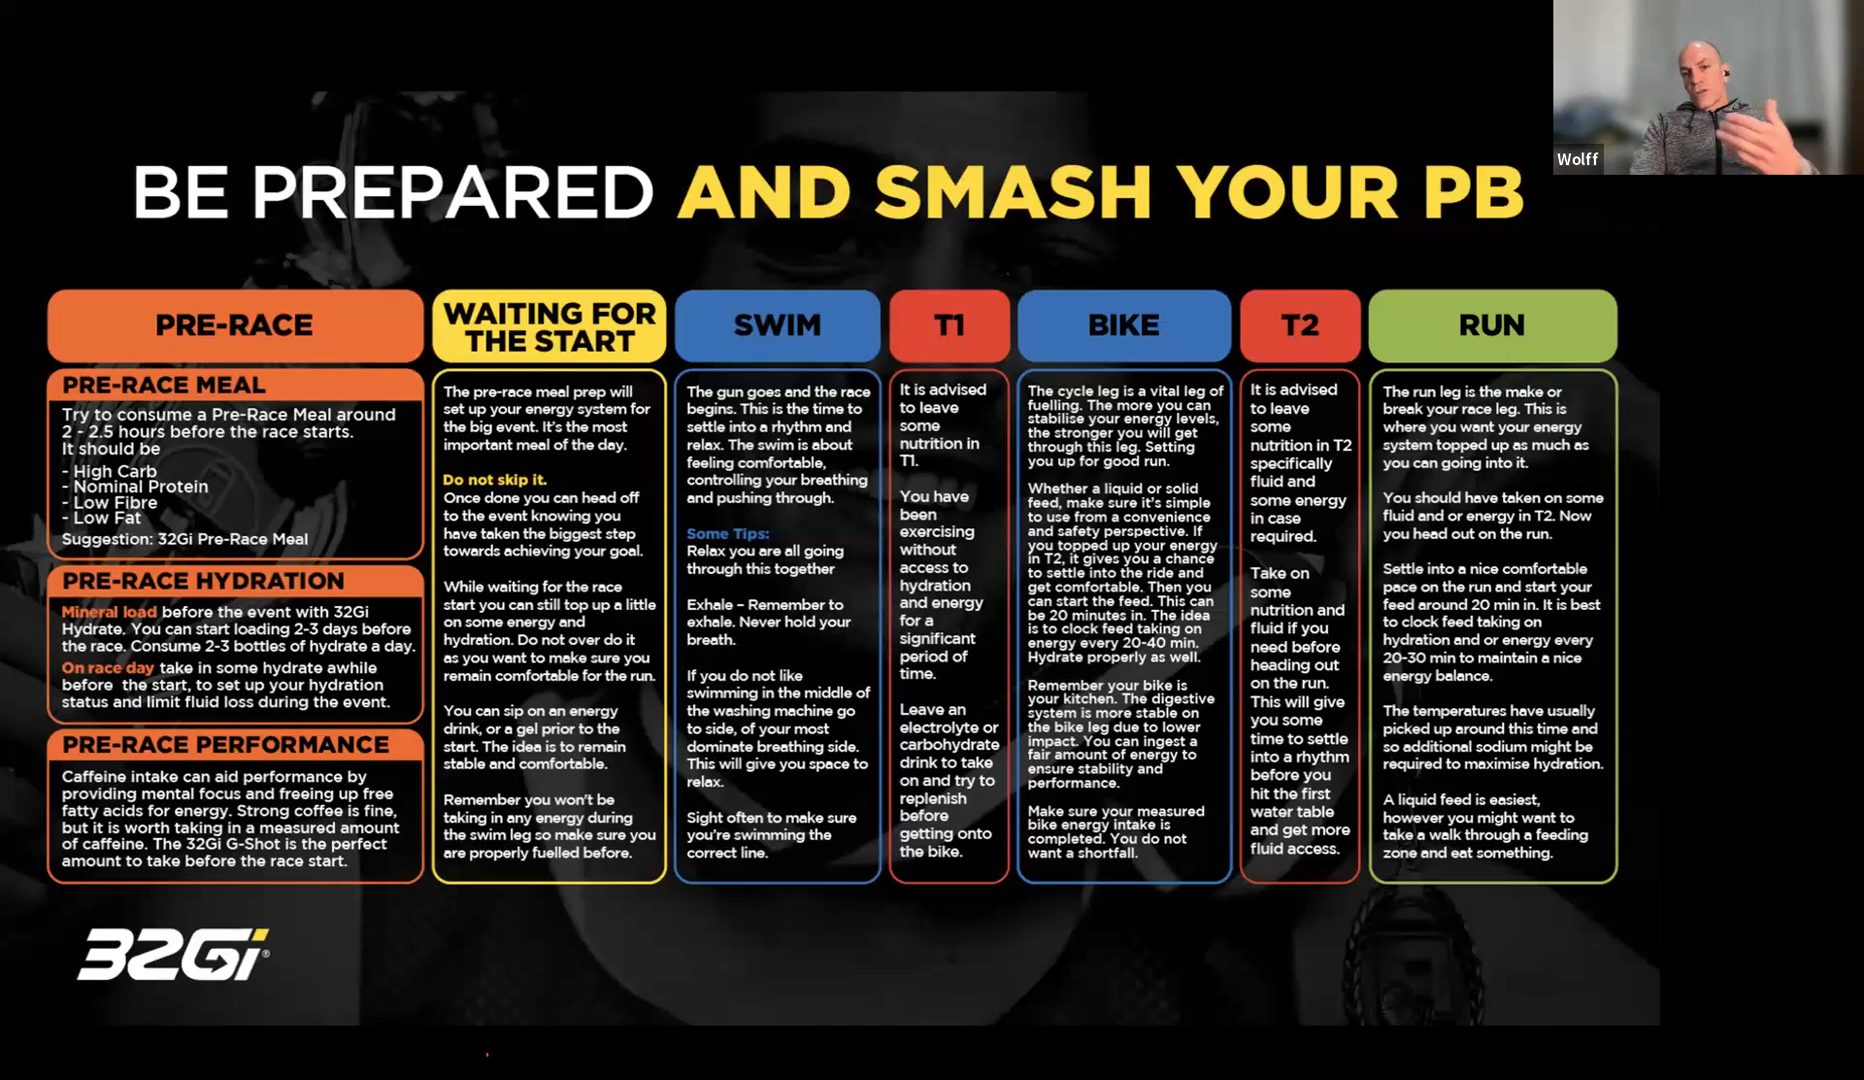 Wolff
BE PREPARED AND SMASH YOUR PB
PRE-RACE
PRE-RACE MEAL
Try to consume a Pre-Race Meal around
2 - 2.5 hours before the race starts.
It should be
- High Carb
- Nominal Protein
- Low Fibre
- Low Fat
Suggestion: 32Gi Pre-Race Meal
PRE-RACE HYDRATION
Mineral load before the event with 32Gi
Hydrate. You can start loading 2-3 days before
the race. Consume 2-3 bottles of hydrate a day.
On race day take in some hydrate awhile
before the start, to set up your hydration
status and limit fluid loss during the event.
PRE-RACE PERFORMANCE
Caffeine intake can aid performance by
providing mental focus and freeing up free
fatty acids for energy. Strong coffee is fine,
but it is worth taking in a measured amount
of caffeine. The 32Gi G-Shot is the perfect
amount to take before the race start.
WAITING FOR
THE START
The pre-race meal prep will
set up your energy system for
the big event. It's the most
important meal of the day.
Do not skip it.
Once done you can head off
to the event knowing you
have taken the biggest step
towards achieving your goal.
While waiting for the race
start you can still top up a little
on some energy and
hydration. Do not over do it
as you want to make sure you
remain comfortable for the run.
You can sip on an energy
drink, or a gel prior to the
start. The idea is to remain
stable and comfortable.
Remember you won't be
taking in any energy during
the swim leg so make sure you
are properly fuelled before.
SWIM
The gun goes and the race
begins. This is the time to
settle into a rhythm and
relax. The swim is about
feeling comfortable,
controlling your breathing
and pushing through.
Some Tips:
Relax you are all going
through this together
Exhale – Remember to
exhale. Never hold your
breath.
If you do not like
swimming in the middle of
the washing machine go
to side, of your most
dominate breathing side.
This will give you space to
relax.
Sight often to make sure
you're swimming the
correct line.
T1
It is advised
to leave
some
nutrition in
T1.
You have
been
exercising
without
access to
hydration
and energy
for a
significant
period of
time.
Leave an
electrolyte or
carbohydrate
drink to take
on and try to
replenish
before
getting onto
the bike.
BIKE
The cycle leg is a vital leg of
fuelling. The more you can
stabilise your energy levels,
the stronger you will get
through this leg. Setting
you up for good run.
Whether a liquid or solid
feed, make sure it's simple
to use from a convenience
and safety perspective. If
you topped up your energy
in T2, it gives you a chance
to settle into the ride and
get comfortable. Then you
can start the feed. This can
be 20 minutes in. The idea
is to clock feed taking on
energy every 20-40 min.
Hydrate properly as well.
Remember your bike is
your kitchen. The digestive
system is more stable on
the bike leg due to lower
impact. You can ingest a
fair amount of energy to
ensure stability and
performance.
Make sure your measured
bike energy intake is
completed. You do not
want a shortfall.
T2
It is advised
to leave
some
nutrition in T2
specifically
fluid and
some energy
in case
required.
Take on
some
nutrition and
fluid if you
need before
heading out
on the run.
This will give
you some
time to settle
into a rhythm
before you
hit the first
water table
and get more
fluid access.
RUN
The run leg is the make or
break your race leg. This is
where you want your energy
system topped up as much as
you can going into it.
You should have taken on some
fluid and or energy in T2. Now
you head out on the run.
Settle into a nice comfortable
pace on the run and start your
feed around 20 min in. It is best
to clock feed taking on
hydration and or energy every
20-30 min to maintain a nice
energy balance.
The temperatures have usually
picked up around this time and
so additional sodium might be
required to maximise hydration.
A liquid feed is easiest,
however you might want to
take a walk through a feeding
zone and eat something.
32Gi®